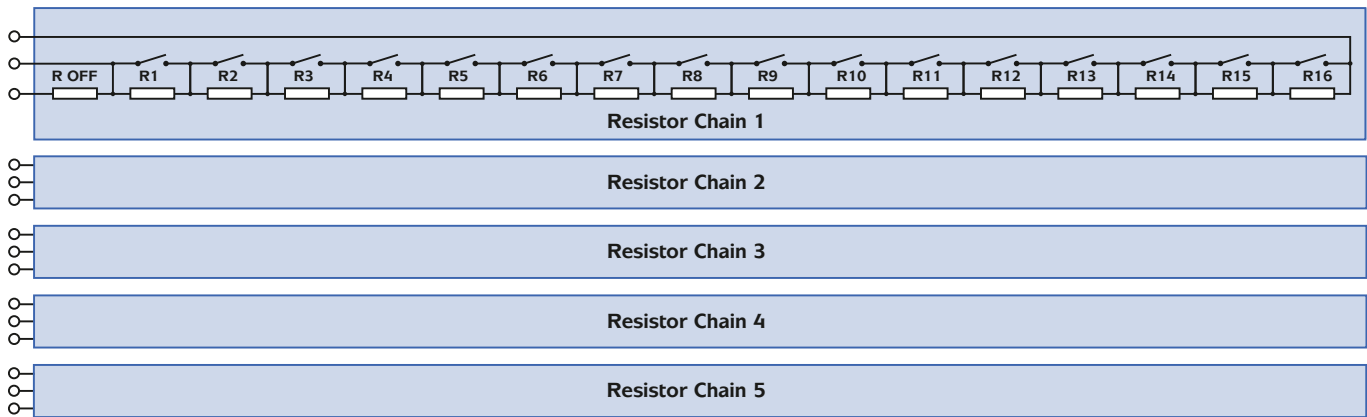 R OFF R1 R2 R3 R4 R5 R6 R7 R8 R9 R10 R11 R12 R13 R14 R15 R16
Resistor Chain 1
Resistor Chain 2
Resistor Chain 3
Resistor Chain 4
Resistor Chain 5